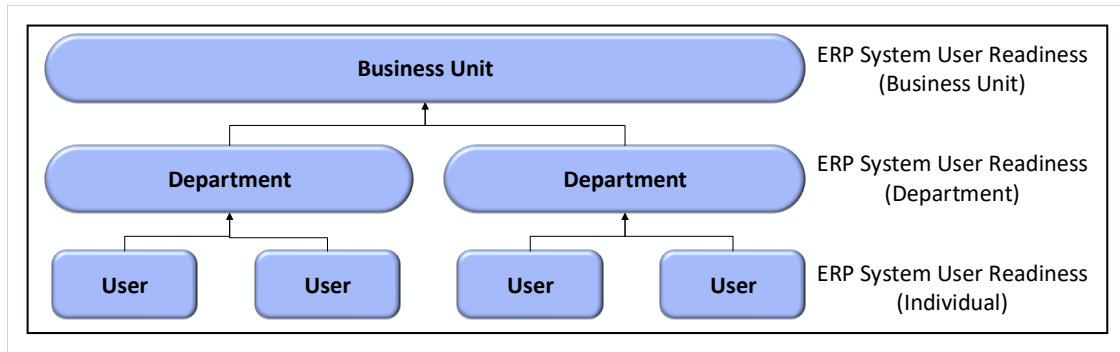 Business Unit
ERP System User Readiness
(Business Unit)
Department
Department
ERP System User Readiness
(Department)
User
User
User
User
ERP System User Readiness
(Individual)